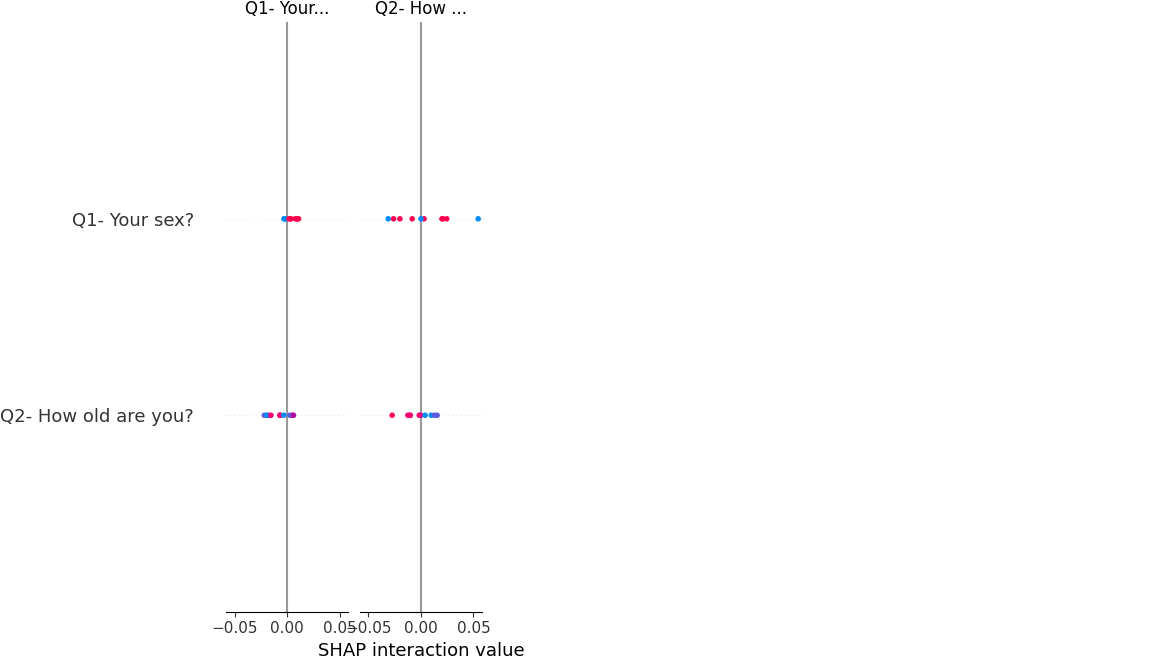 Q1- Your... Q2- How ...
Q1- Your sex?
Q2- How old are you?
−0.05 0.00 0.05 −0.05 0.00 0.05
SHAP interaction value